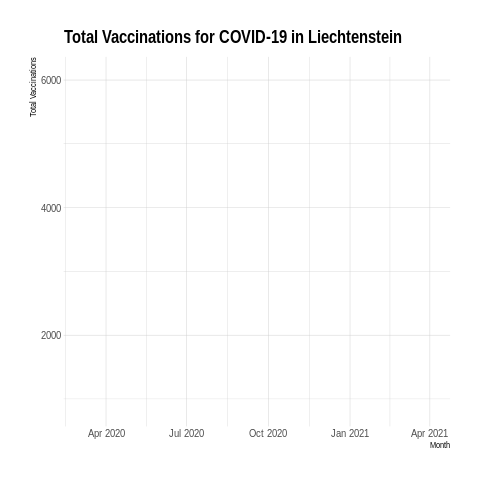 Total Vaccinations for COVID-19 in Liechtenstein
Total Vaccinations
6000
4000
2000
Apr 2020 Jul 2020 Oct 2020 Jan 2021 Apr 2021
Month